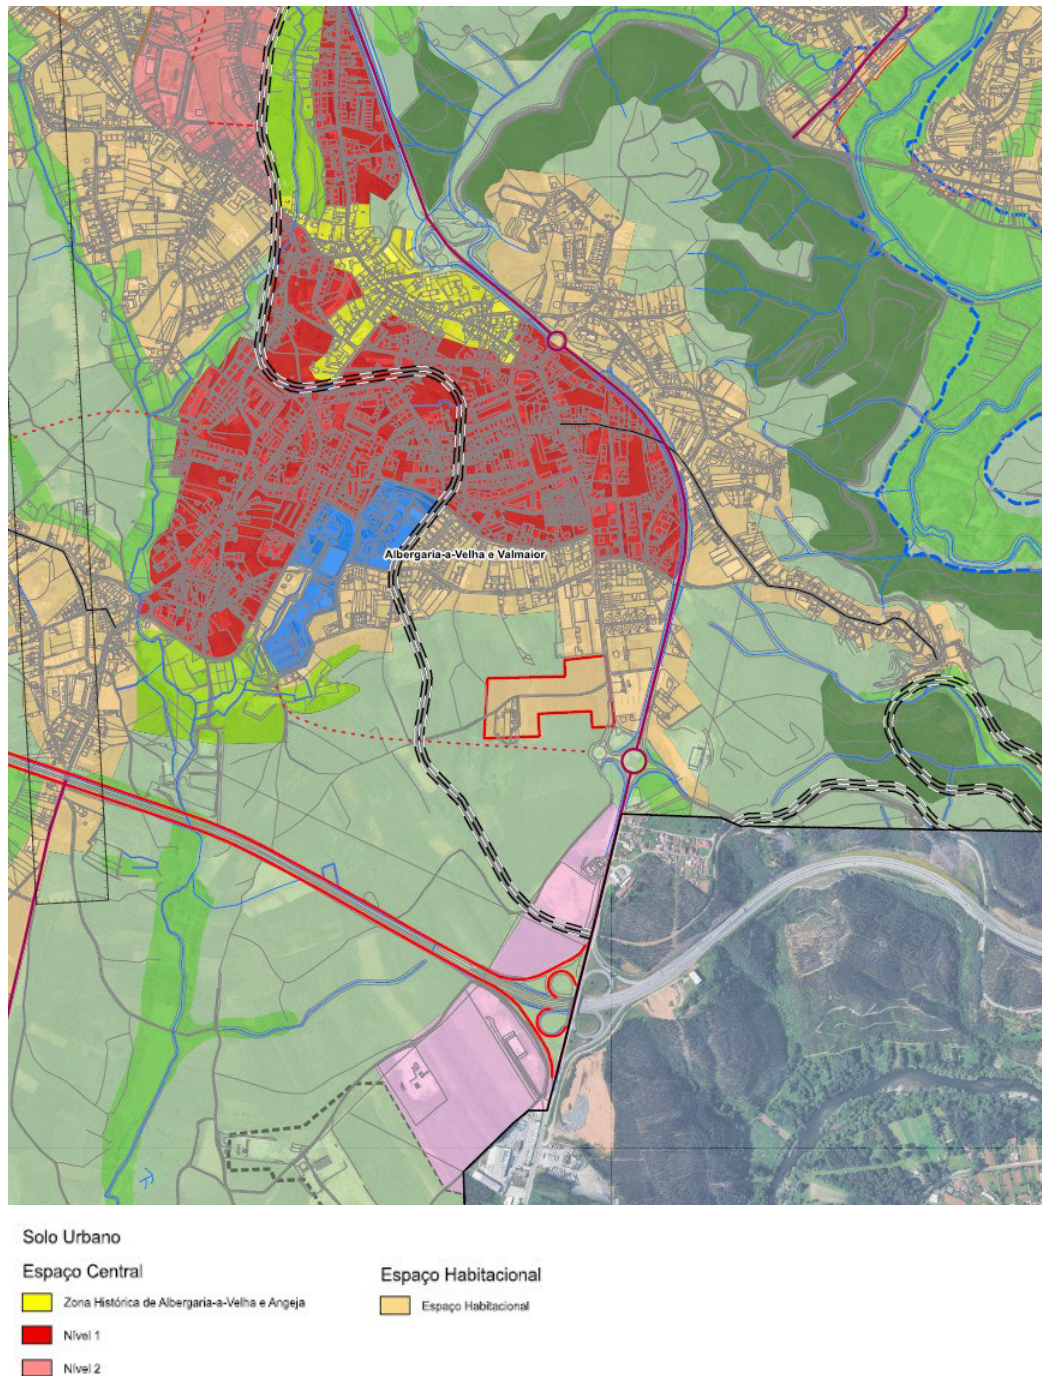 Albergaria-a-Velha e Valmaior
Solo Urbano
Espaço Central
Zona Histórica de Albergaria-a-Velha e Angeja
Nível 1
Nível 2
Espaço Habitacional
Espaço Habitacional